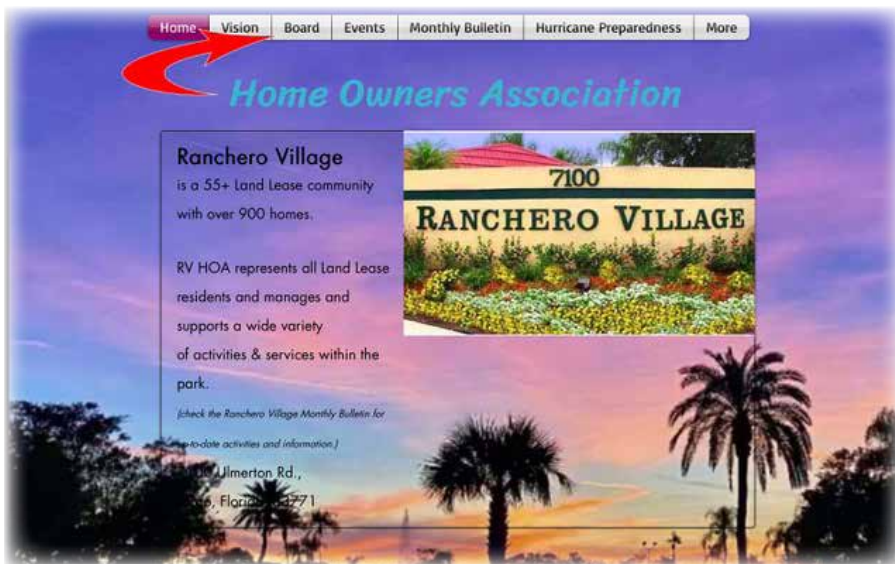 Home Vision Board Events Monthly Bulletin Hurricane Preparedness More
Home Owners Association
Ranchero Village
is a 55+ Land Lease community
with over 900 homes.
7100
RANCHERO VILLAGE
RV HOA represents all Land Lease
residents and manages and
supports a wide variety
of activities & services within the
park.
(check the Ranchero Village Monthly Bulletin for
up-to-date activities and information.)
Ulmerton Rd.,